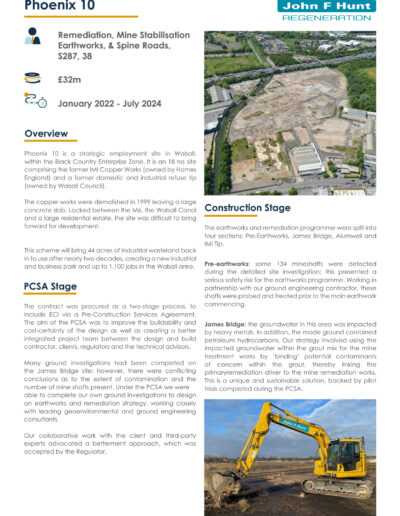 Phoenix 10
John F Hunt
REGENERATION
Remediation, Mine Stabilisation
Earthworks, & Spine Roads,
S287, 38
£32m
January 2022 - July 2024
Overview
Phoenix 10 is a strategic employment site in Walsall,
within the Black Country Enterprise Zone. It is an 18 ha site
comprising the former IMI Copper Works (owned by Homes
England) and a former domestic and industrial refuse tip
(owned by Walsall Council).
The copper works were demolished in 1999 leaving a large
concrete slab. Located between the M6, the Walsall Canal
and a large residential estate, the site was difficult to bring
forward for development.
This scheme will bring 44 acres of industrial wasteland back
in to use after nearly two decades, creating a new industrial
and business park and up to 1,100 jobs in the Walsall area.
PCSA Stage
The contract was procured as a two-stage process, to
include ECI via a Pre-Construction Services Agreement.
The aim of the PCSA was to improve the buildability and
cost-certainty of the design as well as creating a better
integrated project team between the design and build
contractor, clients, regulators and the technical advisors.
Many ground investigations had been completed on
the James Bridge site; however, there were conflicting
conclusions as to the extent of contamination and the
number of mine shafts present. Under the PCSA we were
able to complete our own ground investigations to design
an earthworks and remediation strategy, working closely
with leading geoenvironmental and ground engineering
consultants.
Our collaborative work with the client and third-party
experts advocated a betterment approach, which was
accepted by the Regulator.
Construction Stage
The earthworks and remediation programme were split into
four sections: Pre-Earthworks, James Bridge, Alumwell and
IMI Tip.
Pre-earthworks: some 134 mineshafts were detected
during the detailed site investigation; this presented a
serious safety risk for the earthworks programme. Working in
partnership with our ground engineering contractor, these
shafts were probed and treated prior to the main earthwork
commencing.
James Bridge: the groundwater in this area was impacted
by heavy metals. In addition, the made ground contained
petroleum hydrocarbons. Our strategy involved using the
impacted groundwater within the grout mix for the mine
treatment works by 'binding' potential contaminants
of concern within the grout, thereby linking the
primaryremediation driver to the mine remediation works.
This is a unique and sustainable solution, backed by pilot
trials completed during the PCSA.
John F Hunt